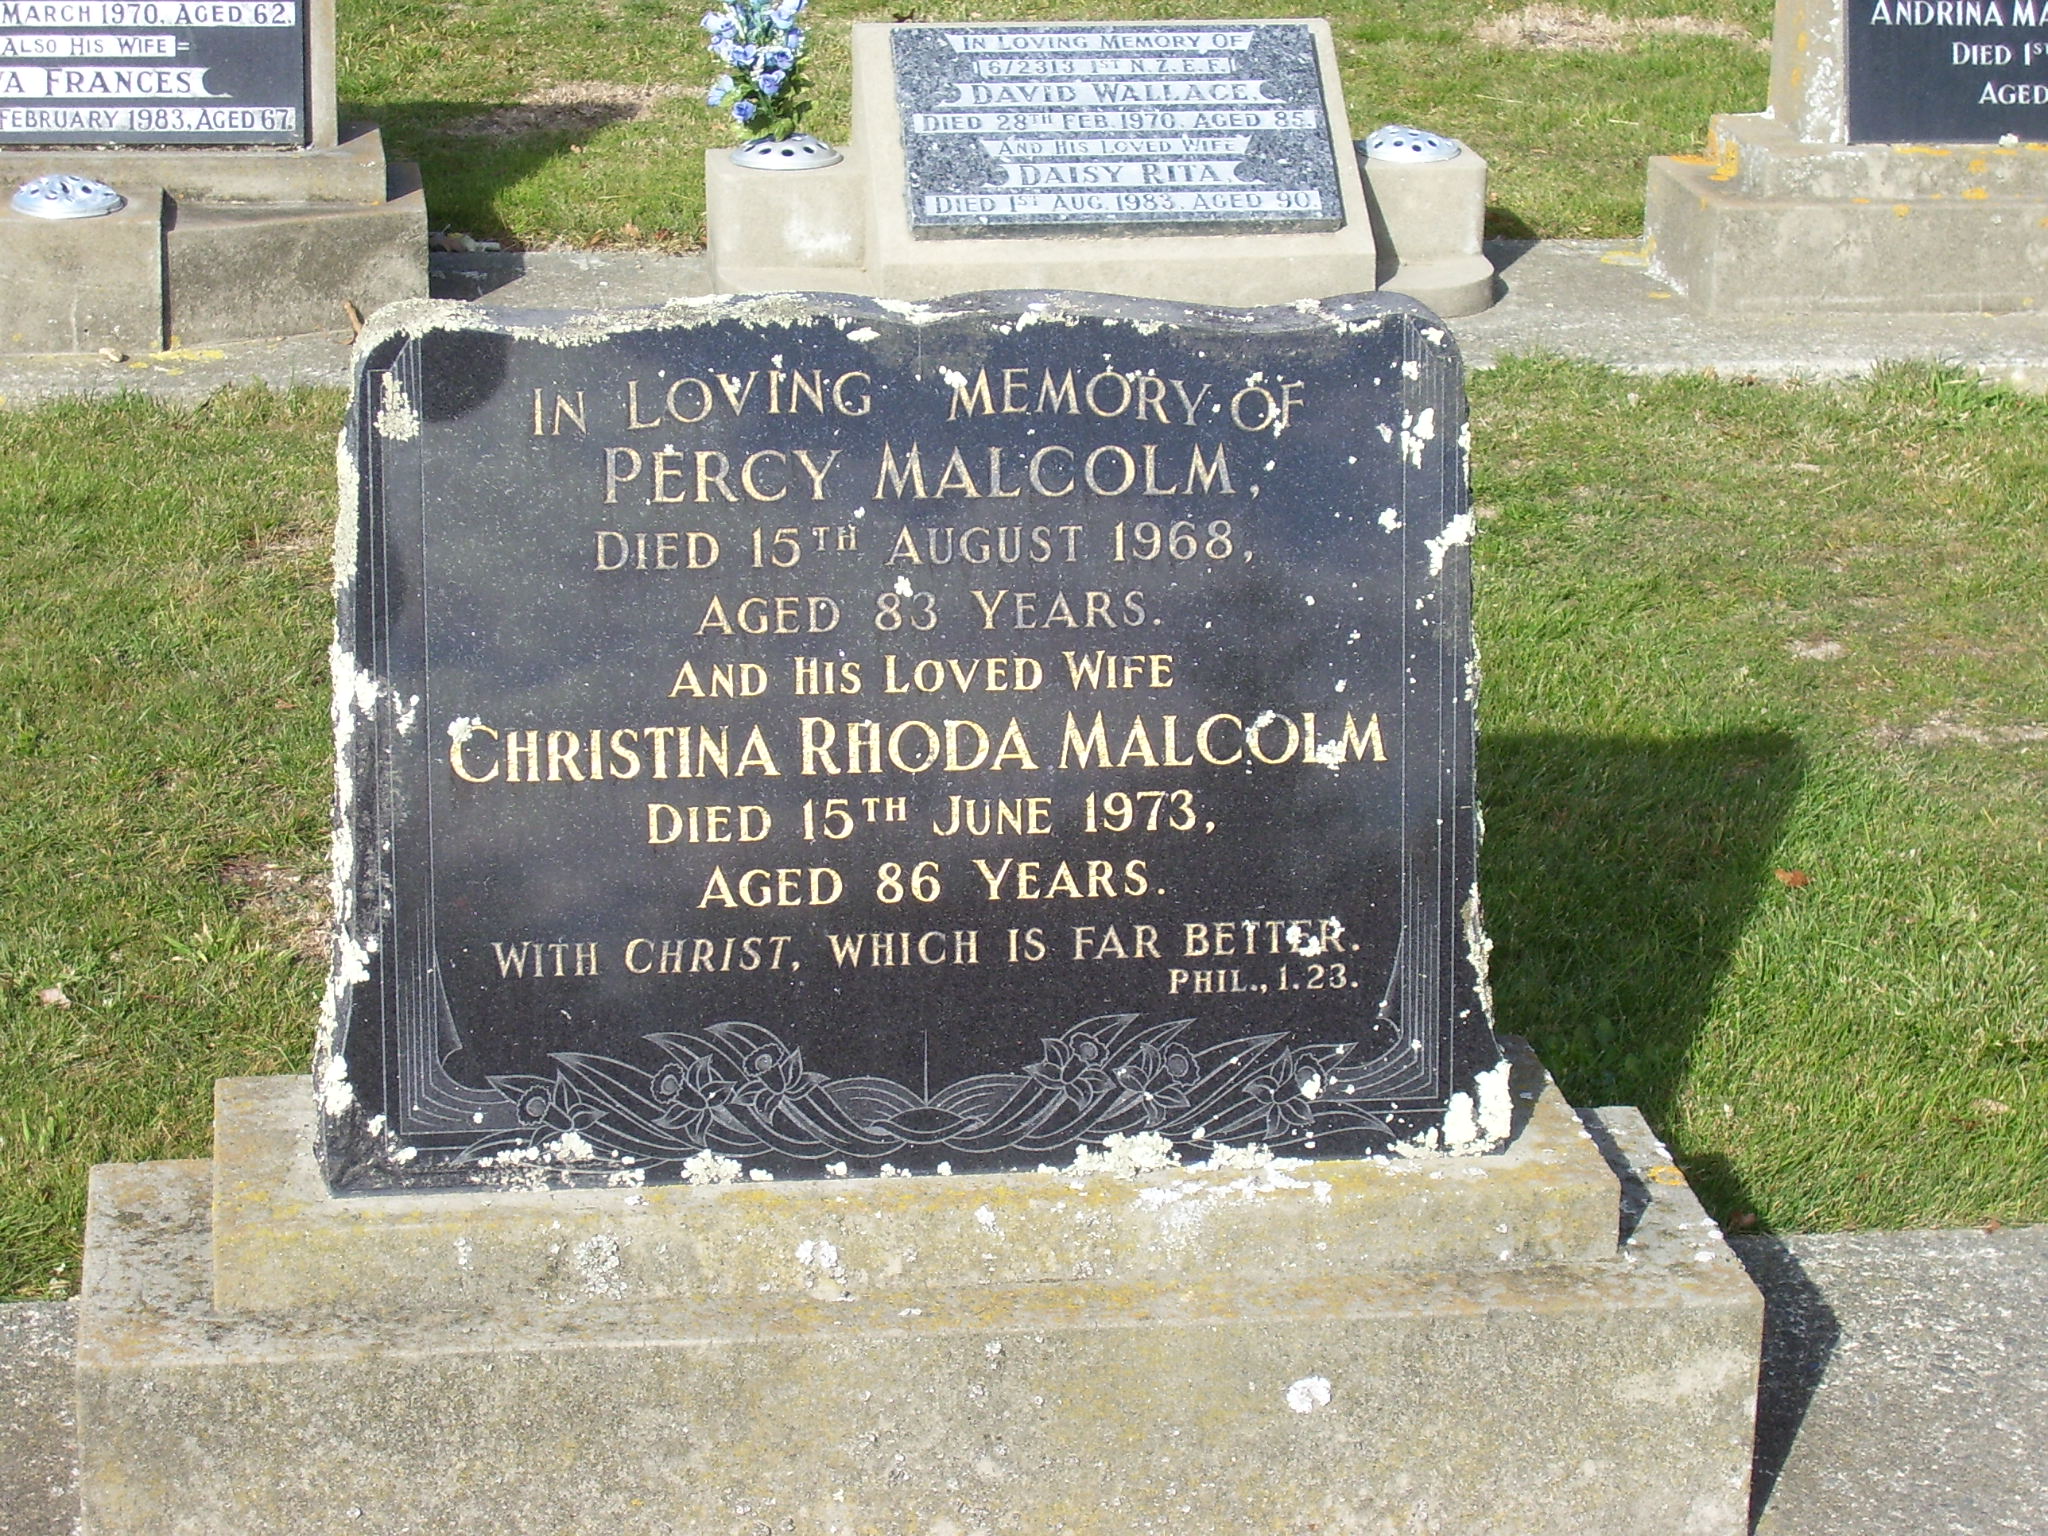 MARCH 1970, AGED 62.
ALSO HIS WIFE
VA FRANCES
FEBRUARY 1983, AGED 67.
IN LOVING MEMORY OF
16/2313 1ST N.Z.E.F.
DAVID WALLACE.
DIED 28TH FEB. 1970. AGED 85.
AND HIS LOVED WIFE
DAISY RITA.
DIED 1ST AUG. 1983. AGED 90.
ANDRINA MA
DIED 1ST
AGED
IN LOVING MEMORY OF
PERCY MALCOLM,
DIED 15TH AUGUST 1968,
AGED 83 YEARS.
AND HIS LOVED WIFE
CHRISTINA RHODA MALCOLM
DIED 15TH JUNE 1973,
AGED 86 YEARS.
WITH CHRIST, WHICH IS FAR BETTER.
PHIL., 1.23.